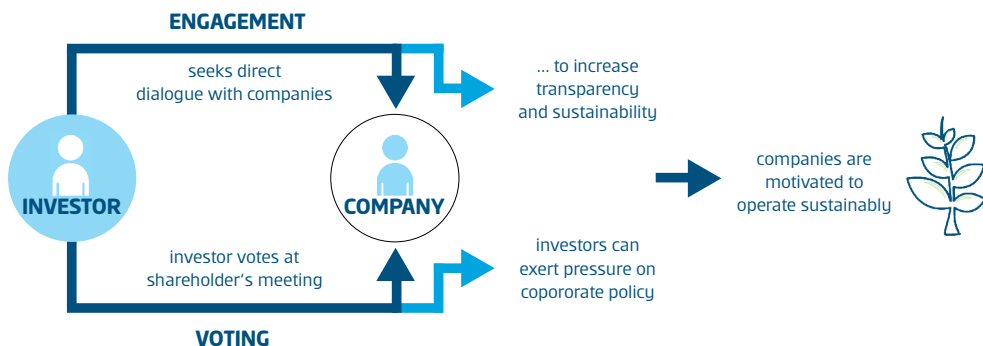 ENGAGEMENT
seeks direct
dialogue with companies
... to increase
transparency
and sustainability
INVESTOR
COMPANY
companies are
motivated to
operate sustainably
investor votes at
shareholder's meeting
investors can
exert pressure on
copororate policy
VOTING